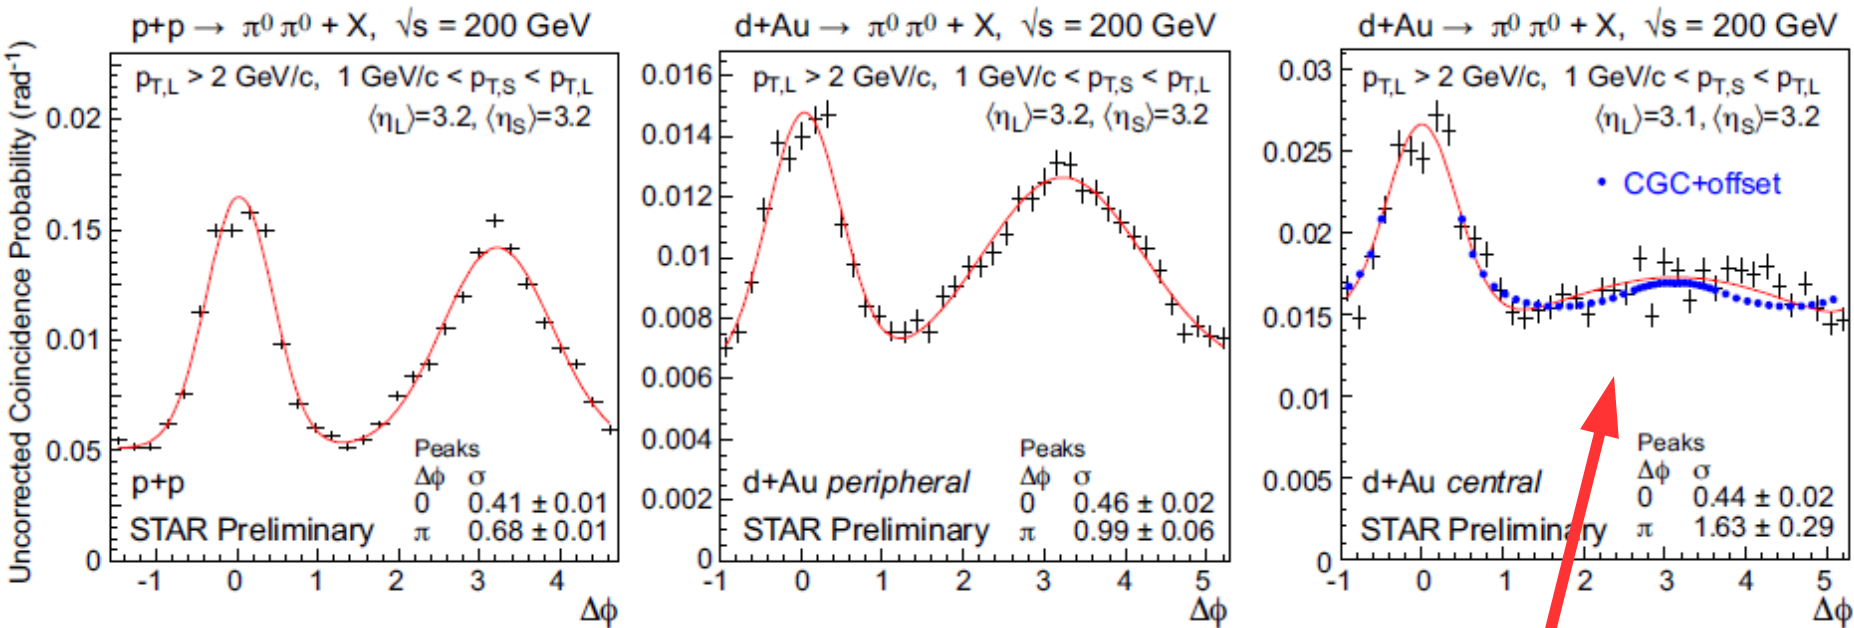 Uncorrected Coincidence Probability (rad⁻¹)
p+p → π⁰ π⁰ + X, √s = 200 GeV
p_T,L > 2 GeV/c, 1 GeV/c < p_T,S < p_T,L
⟨η_L⟩=3.2, ⟨η_S⟩=3.2
0.02
0.15
0.01
0.05
0
Peaks
Δϕ σ
0 0.41 ± 0.01
π 0.68 ± 0.01
p+p
STAR Preliminary
-1 0 1 2 3 4
Δϕ
d+Au → π⁰ π⁰ + X, √s = 200 GeV
p_T,L > 2 GeV/c, 1 GeV/c < p_T,S < p_T,L
⟨η_L⟩=3.2, ⟨η_S⟩=3.2
0.016
0.014
0.012
0.01
0.008
0.006
0.004
0.002
0
Peaks
Δϕ σ
0 0.46 ± 0.02
π 0.99 ± 0.06
d+Au peripheral
STAR Preliminary
-1 0 1 2 3 4 5
Δϕ
d+Au → π⁰ π⁰ + X, √s = 200 GeV
p_T,L > 2 GeV/c, 1 GeV/c < p_T,S < p_T,L
⟨η_L⟩=3.1, ⟨η_S⟩=3.2
CGC+offset
0.03
0.025
0.02
0.015
0.01
0.005
0
Peaks
Δϕ σ
0 0.44 ± 0.02
π 1.63 ± 0.29
d+Au central
STAR Preliminary
-1 0 1 2 3 4 5
Δϕ